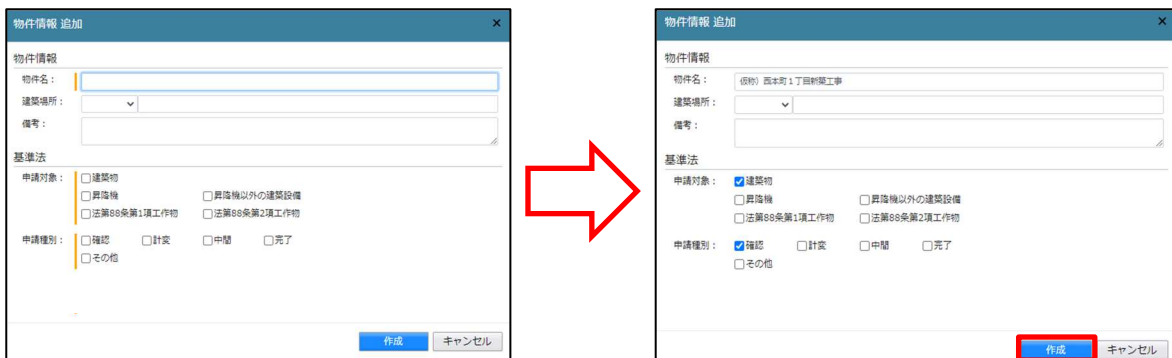 物件情報 追加 ×
物件情報
物件名：
建築場所：
備考：
基準法
申請対象： 建築物
昇降機 昇降機以外の建築設備
法第88条第1項工作物 法第88条第2項工作物
申請種別： 確認 計変 中間 完了
その他
作成 キャンセル
物件情報 追加 ×
物件情報
物件名： 仮称）西本町１丁目新築工事
建築場所：
備考：
基準法
申請対象： 建築物
昇降機 昇降機以外の建築設備
法第88条第1項工作物 法第88条第2項工作物
申請種別： 確認 計変 中間 完了
その他
作成 キャンセル